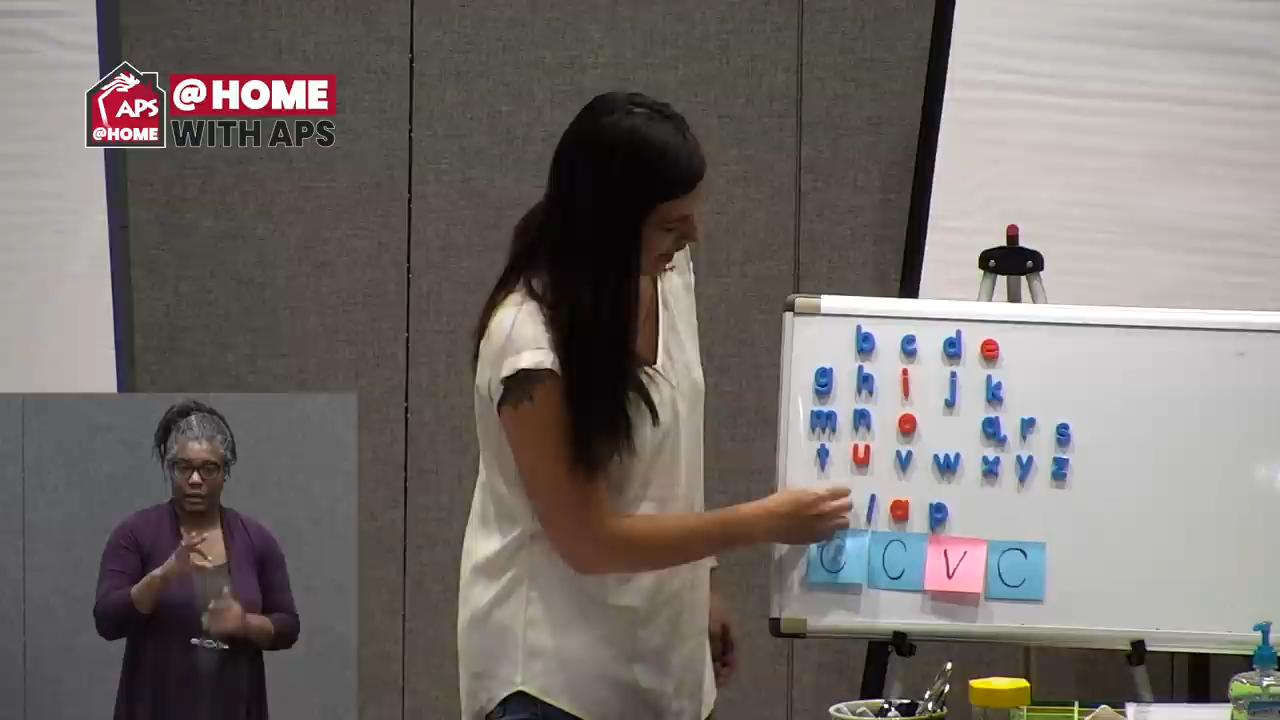 APS
@HOME
@HOME
WITH APS
b c d e
g h i j k
m n o q r s
t u v w x y z
l a p
C C V C